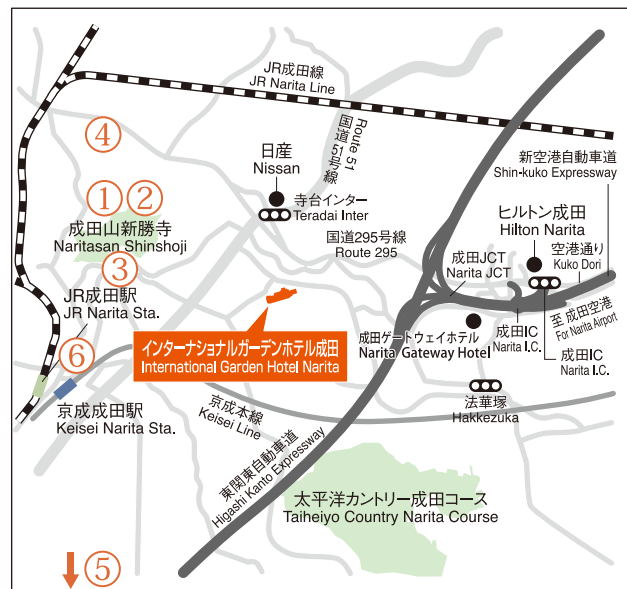 JR成田線
JR Narita Line
④
Route 51
国道51号線
日産
Nissan
新空港自動車道
Shin-kuko Expressway
① ②
寺台インター
Teradai Inter
ヒルトン成田
Hilton Narita
成田山新勝寺
Naritasan Shinshoji
国道295号線
Route 295
成田JCT
Narita JCT
空港通り
Kuko Dori
③
JR成田駅
JR Narita Sta.
至 成田空港
For Narita Airport
インターナショナルガーデンホテル成田
International Garden Hotel Narita
成田ゲートウェイホテル
Narita Gateway Hotel
成田IC
Narita I.C.
成田IC
Narita I.C.
⑥
京成成田駅
Keisei Narita Sta.
京成本線
Keisei Line
法華塚
Hakkezuka
東関東自動車道
Higashi Kanto Expressway
太平洋カントリー成田コース
Taiheiyo Country Narita Course
⑤